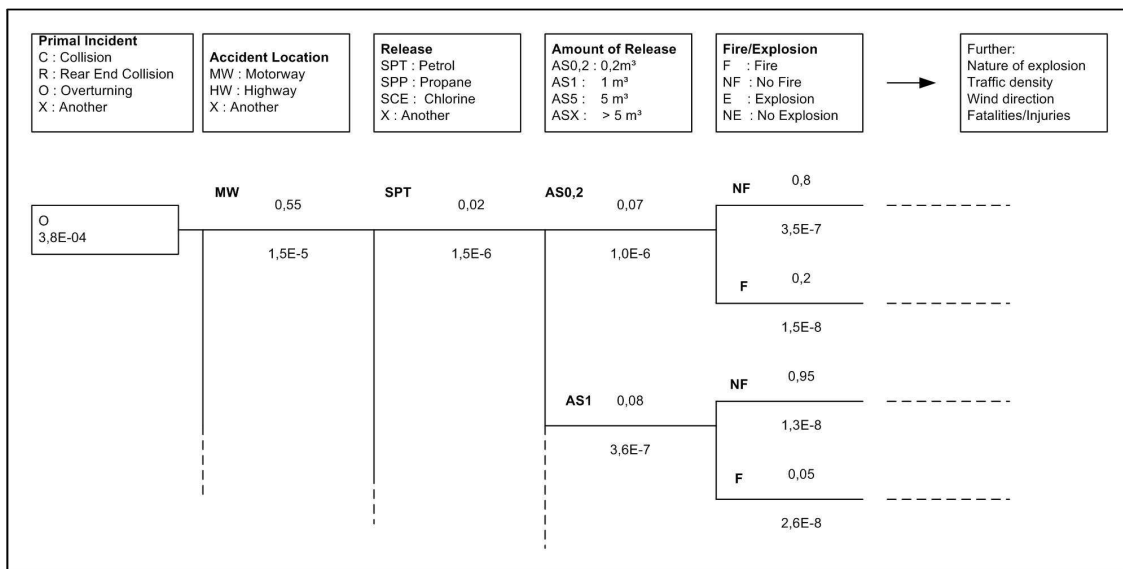 Primal Incident
C : Collision
R : Rear End Collision
O : Overturning
X : Another
Accident Location
MW : Motorway
HW : Highway
X : Another
Release
SPT : Petrol
SPP : Propane
SCE : Chlorine
X : Another
Amount of Release
AS0,2 : 0,2m³
AS1 : 1 m³
AS5 : 5 m³
ASX : > 5 m³
Fire/Explosion
F : Fire
NF : No Fire
E : Explosion
NE : No Explosion
Further:
Nature of explosion
Traffic density
Wind direction
Fatalities/Injuries
O
3,8E-04
MW 0,55
1,5E-5
SPT 0,02
1,5E-6
AS0,2 0,07
1,0E-6
NF 0,8
3,5E-7
F 0,2
1,5E-8
AS1 0,08
3,6E-7
NF 0,95
1,3E-8
F 0,05
2,6E-8